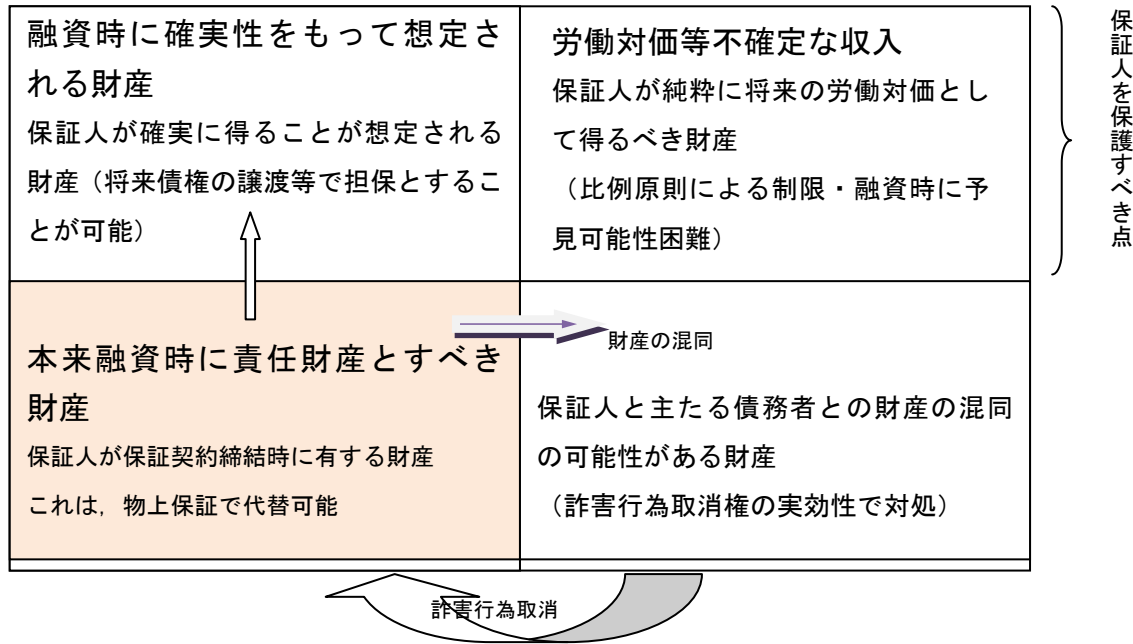 融資時に確実性をもって想定さ
れる財産
保証人が確実に得ることが想定される
財産（将来債権の譲渡等で担保とするこ
とが可能）
労働対価等不確定な収入
保証人が純粋に将来の労働対価とし
て得るべき財産
（比例原則による制限・融資時に予
見可能性困難）
保証人を保護すべき点
本来融資時に責任財産とすべき
財産
保証人が保証契約締結時に有する財産
これは，物上保証で代替可能
財産の混同
保証人と主たる債務者との財産の混同
の可能性がある財産
（詐害行為取消権の実効性で対処）
詐害行為取消